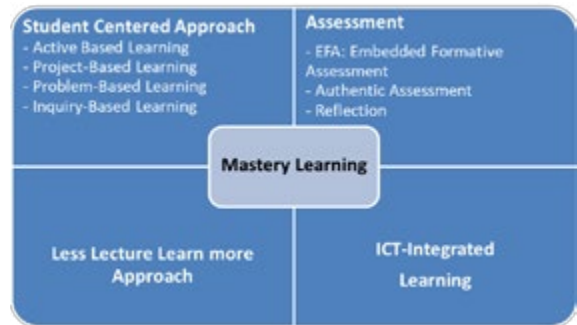 Student Centered Approach
- Active Based Learning
- Project-Based Learning
- Problem-Based Learning
- Inquiry-Based Learning
Assessment
- EFA: Embedded Formative
Assessment
- Authentic Assessment
- Reflection
Mastery Learning
Less Lecture Learn more
Approach
ICT-Integrated
Learning